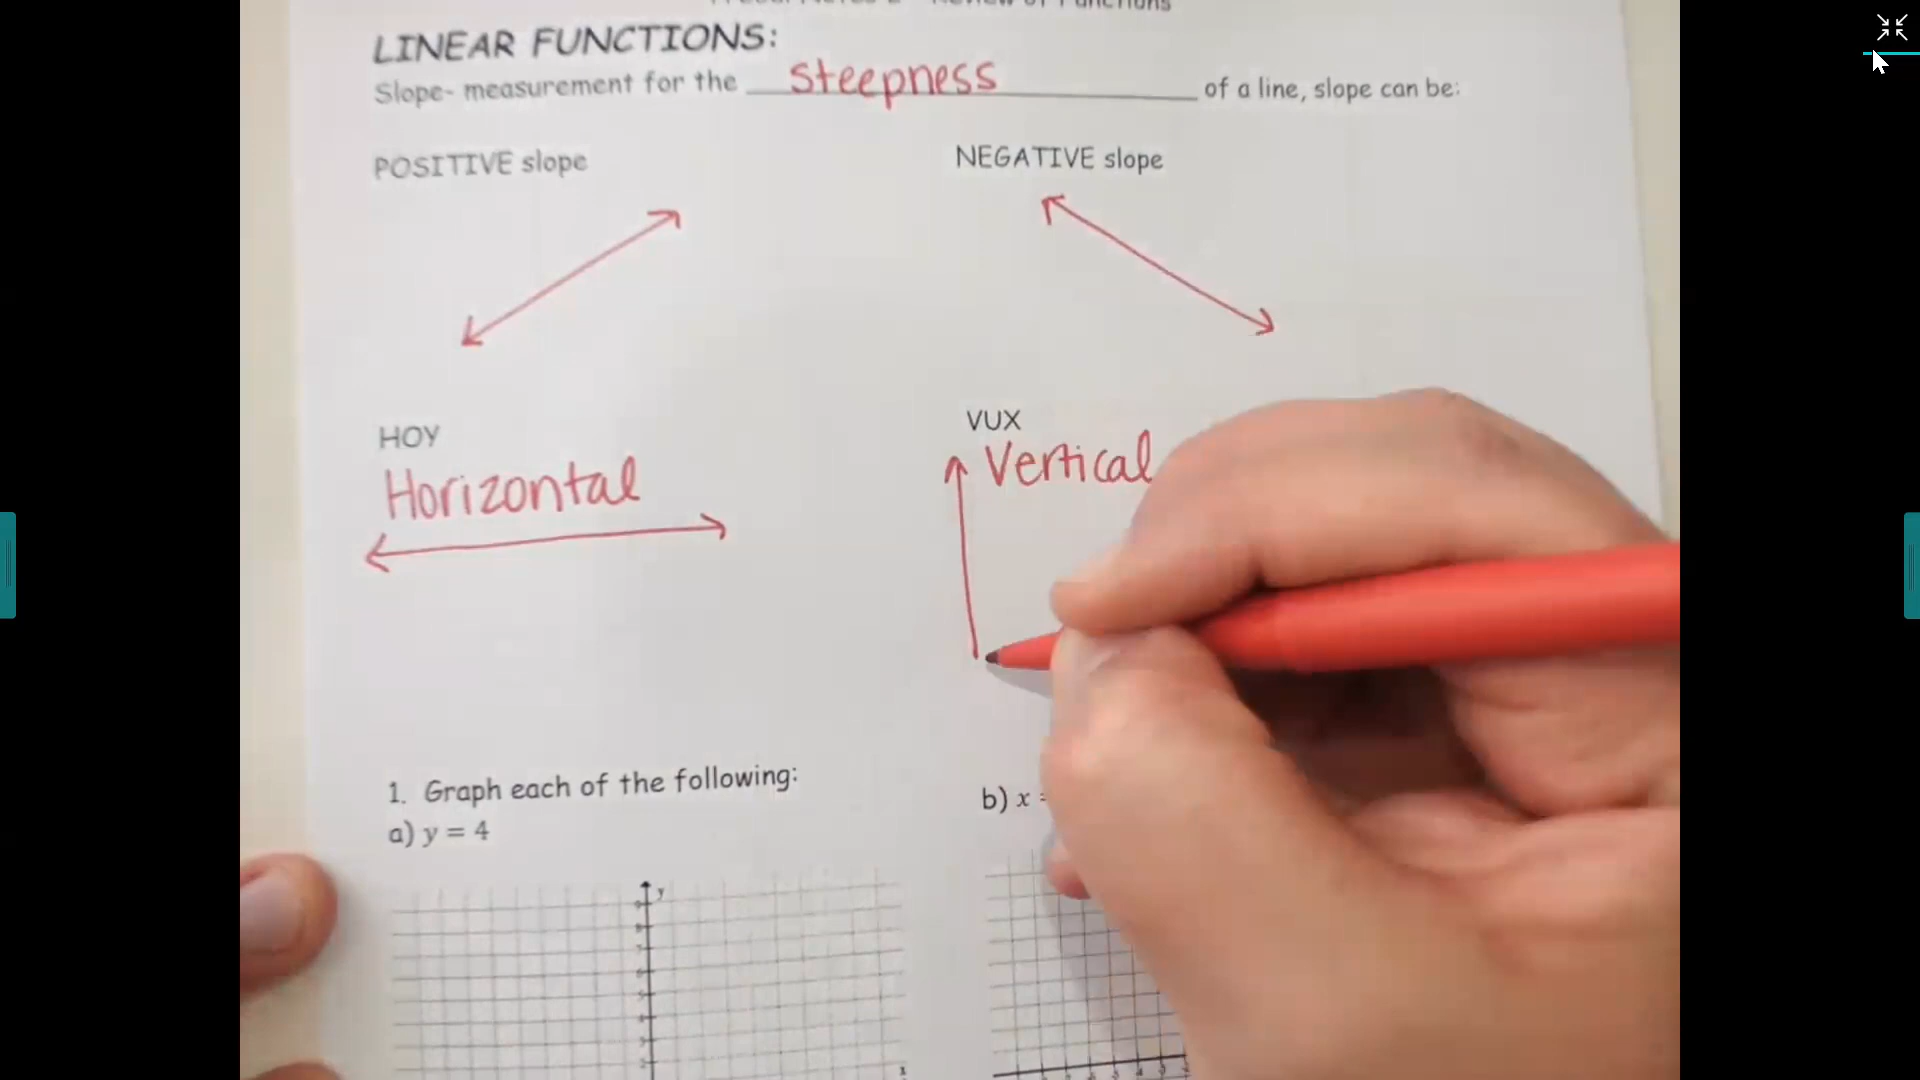 LINEAR FUNCTIONS:
Slope- measurement for the steepness of a line, slope can be:
POSITIVE slope
NEGATIVE slope
HOY
Horizontal
VUX
Vertical
1. Graph each of the following:
a) y = 4
b) x
y